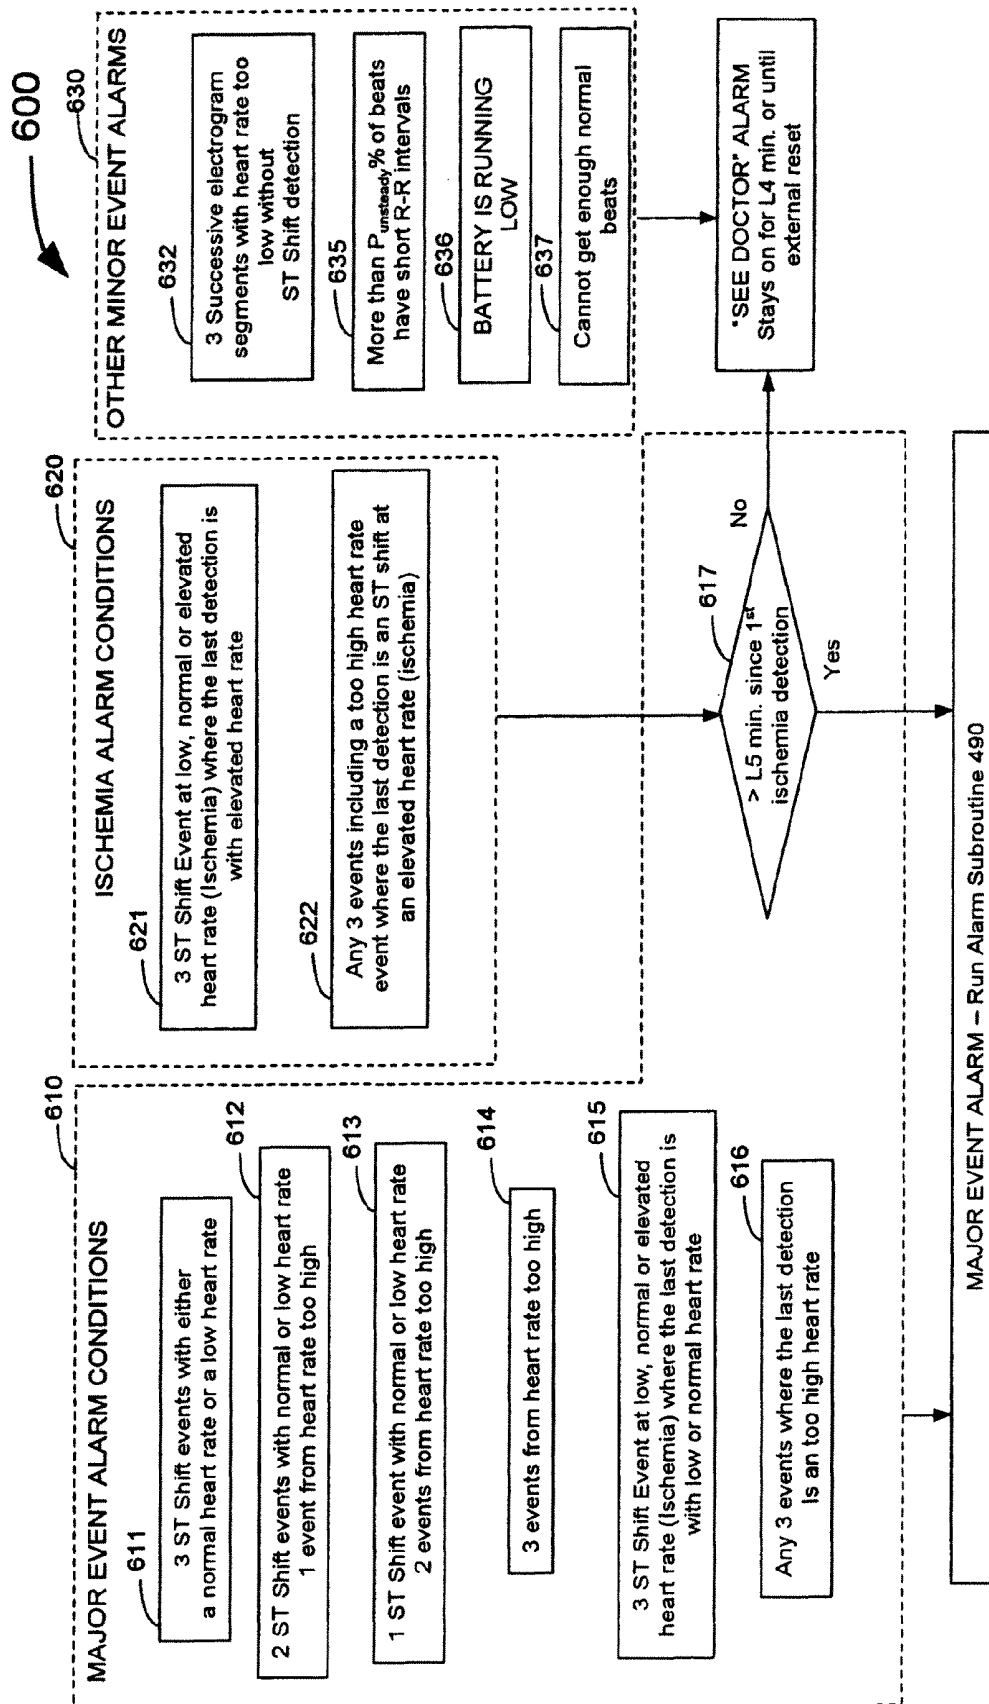 600
610
MAJOR EVENT ALARM CONDITIONS
611
3 ST Shift events with either
a normal heart rate or a low heart rate
612
2 ST Shift events with normal or low heart rate
1 event from heart rate too high
613
1 ST Shift event with normal or low heart rate
2 events from heart rate too high
614
3 events from heart rate too high
615
3 ST Shift Event at low, normal or elevated
heart rate (Ischemia) where the last detection is
with low or normal heart rate
616
Any 3 events where the last detection
Is an too high heart rate
620
ISCHEMIA ALARM CONDITIONS
621
3 ST Shift Event at low, normal or elevated
heart rate (Ischemia) where the last detection is
with elevated heart rate
622
Any 3 events including a too high heart rate
event where the last detection is an ST shift at
an elevated heart rate (ischemia)
617
> L5 min. since 1st
ischemia detection
No
Yes
630
OTHER MINOR EVENT ALARMS
632
3 Successive electrogram
segments with heart rate too
low without
ST Shift detection
635
More than Punsteady% of beats
have short R-R intervals
636
BATTERY IS RUNNING
LOW
637
Cannot get enough normal
beats
"SEE DOCTOR" ALARM
Stays on for L4 min. or until
external reset
MAJOR EVENT ALARM – Run Alarm Subroutine 490